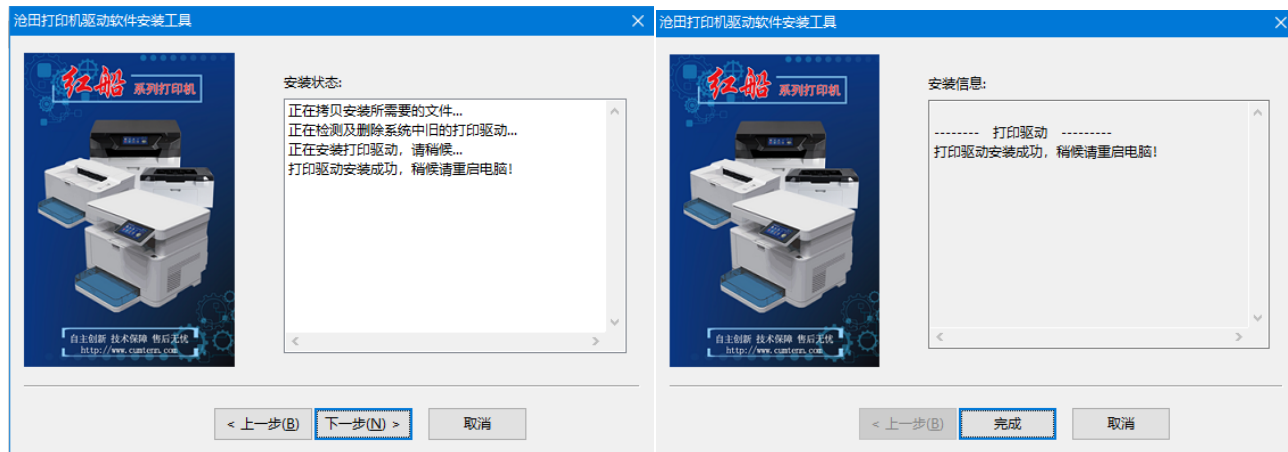 沧田打印机驱动软件安装工具
红船 系列打印机
自主创新 技术保障 售后无忧
http://www.cumtenn.com
安装状态:
正在拷贝安装所需要的文件...
正在检测及删除系统中旧的打印驱动...
正在安装打印驱动，请稍候...
打印驱动安装成功，稍候请重启电脑!
< 上一步(B)
下一步(N) >
取消
沧田打印机驱动软件安装工具
红船 系列打印机
自主创新 技术保障 售后无忧
http://www.cumtenn.com
安装信息:
-------- 打印驱动 ---------
打印驱动安装成功，稍候请重启电脑!
< 上一步(B)
完成
取消